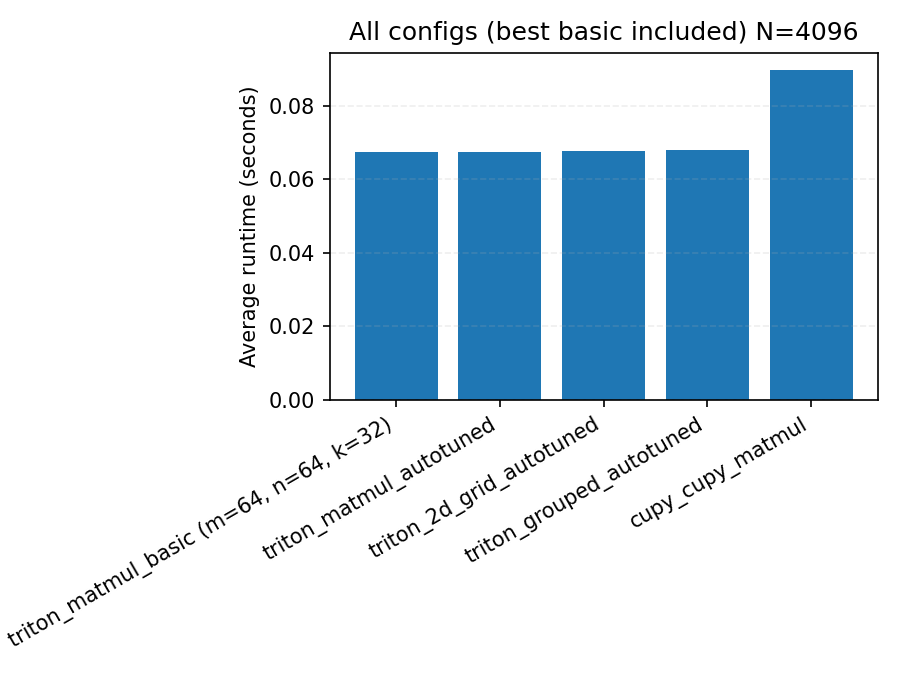 All configs (best basic included) N=4096
Average runtime (seconds)
0.08
0.06
0.04
0.02
0.00
triton_matmul_basic (m=64, n=64, k=32)
triton_matmul_autotuned
triton_2d_grid_autotuned
triton_grouped_autotuned
cupy_cupy_matmul